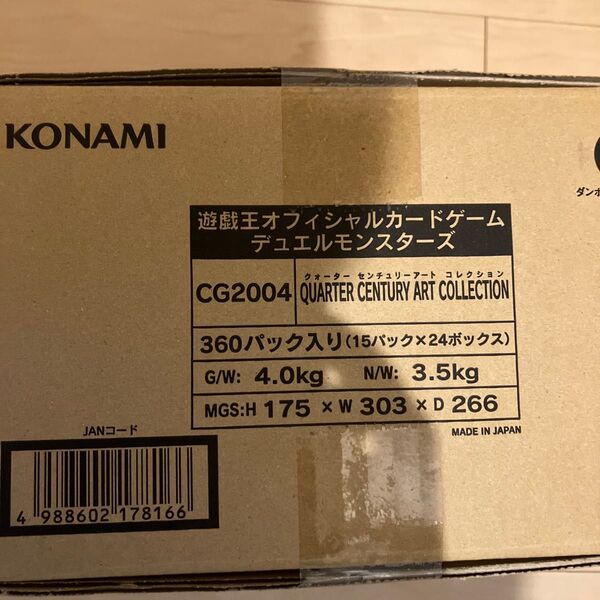 KONAMI
ダンボ
遊戯王オフィシャルカードゲーム
デュエルモンスターズ
CG2004
クォーター センチュリーアート コレクション
QUARTER CENTURY ART COLLECTION
360パック入り(15パック×24ボックス)
G/W: 4.0kg N/W: 3.5kg
MGS:H 175 × W 303 × D 266
MADE IN JAPAN
JANコード
4 988602 178166